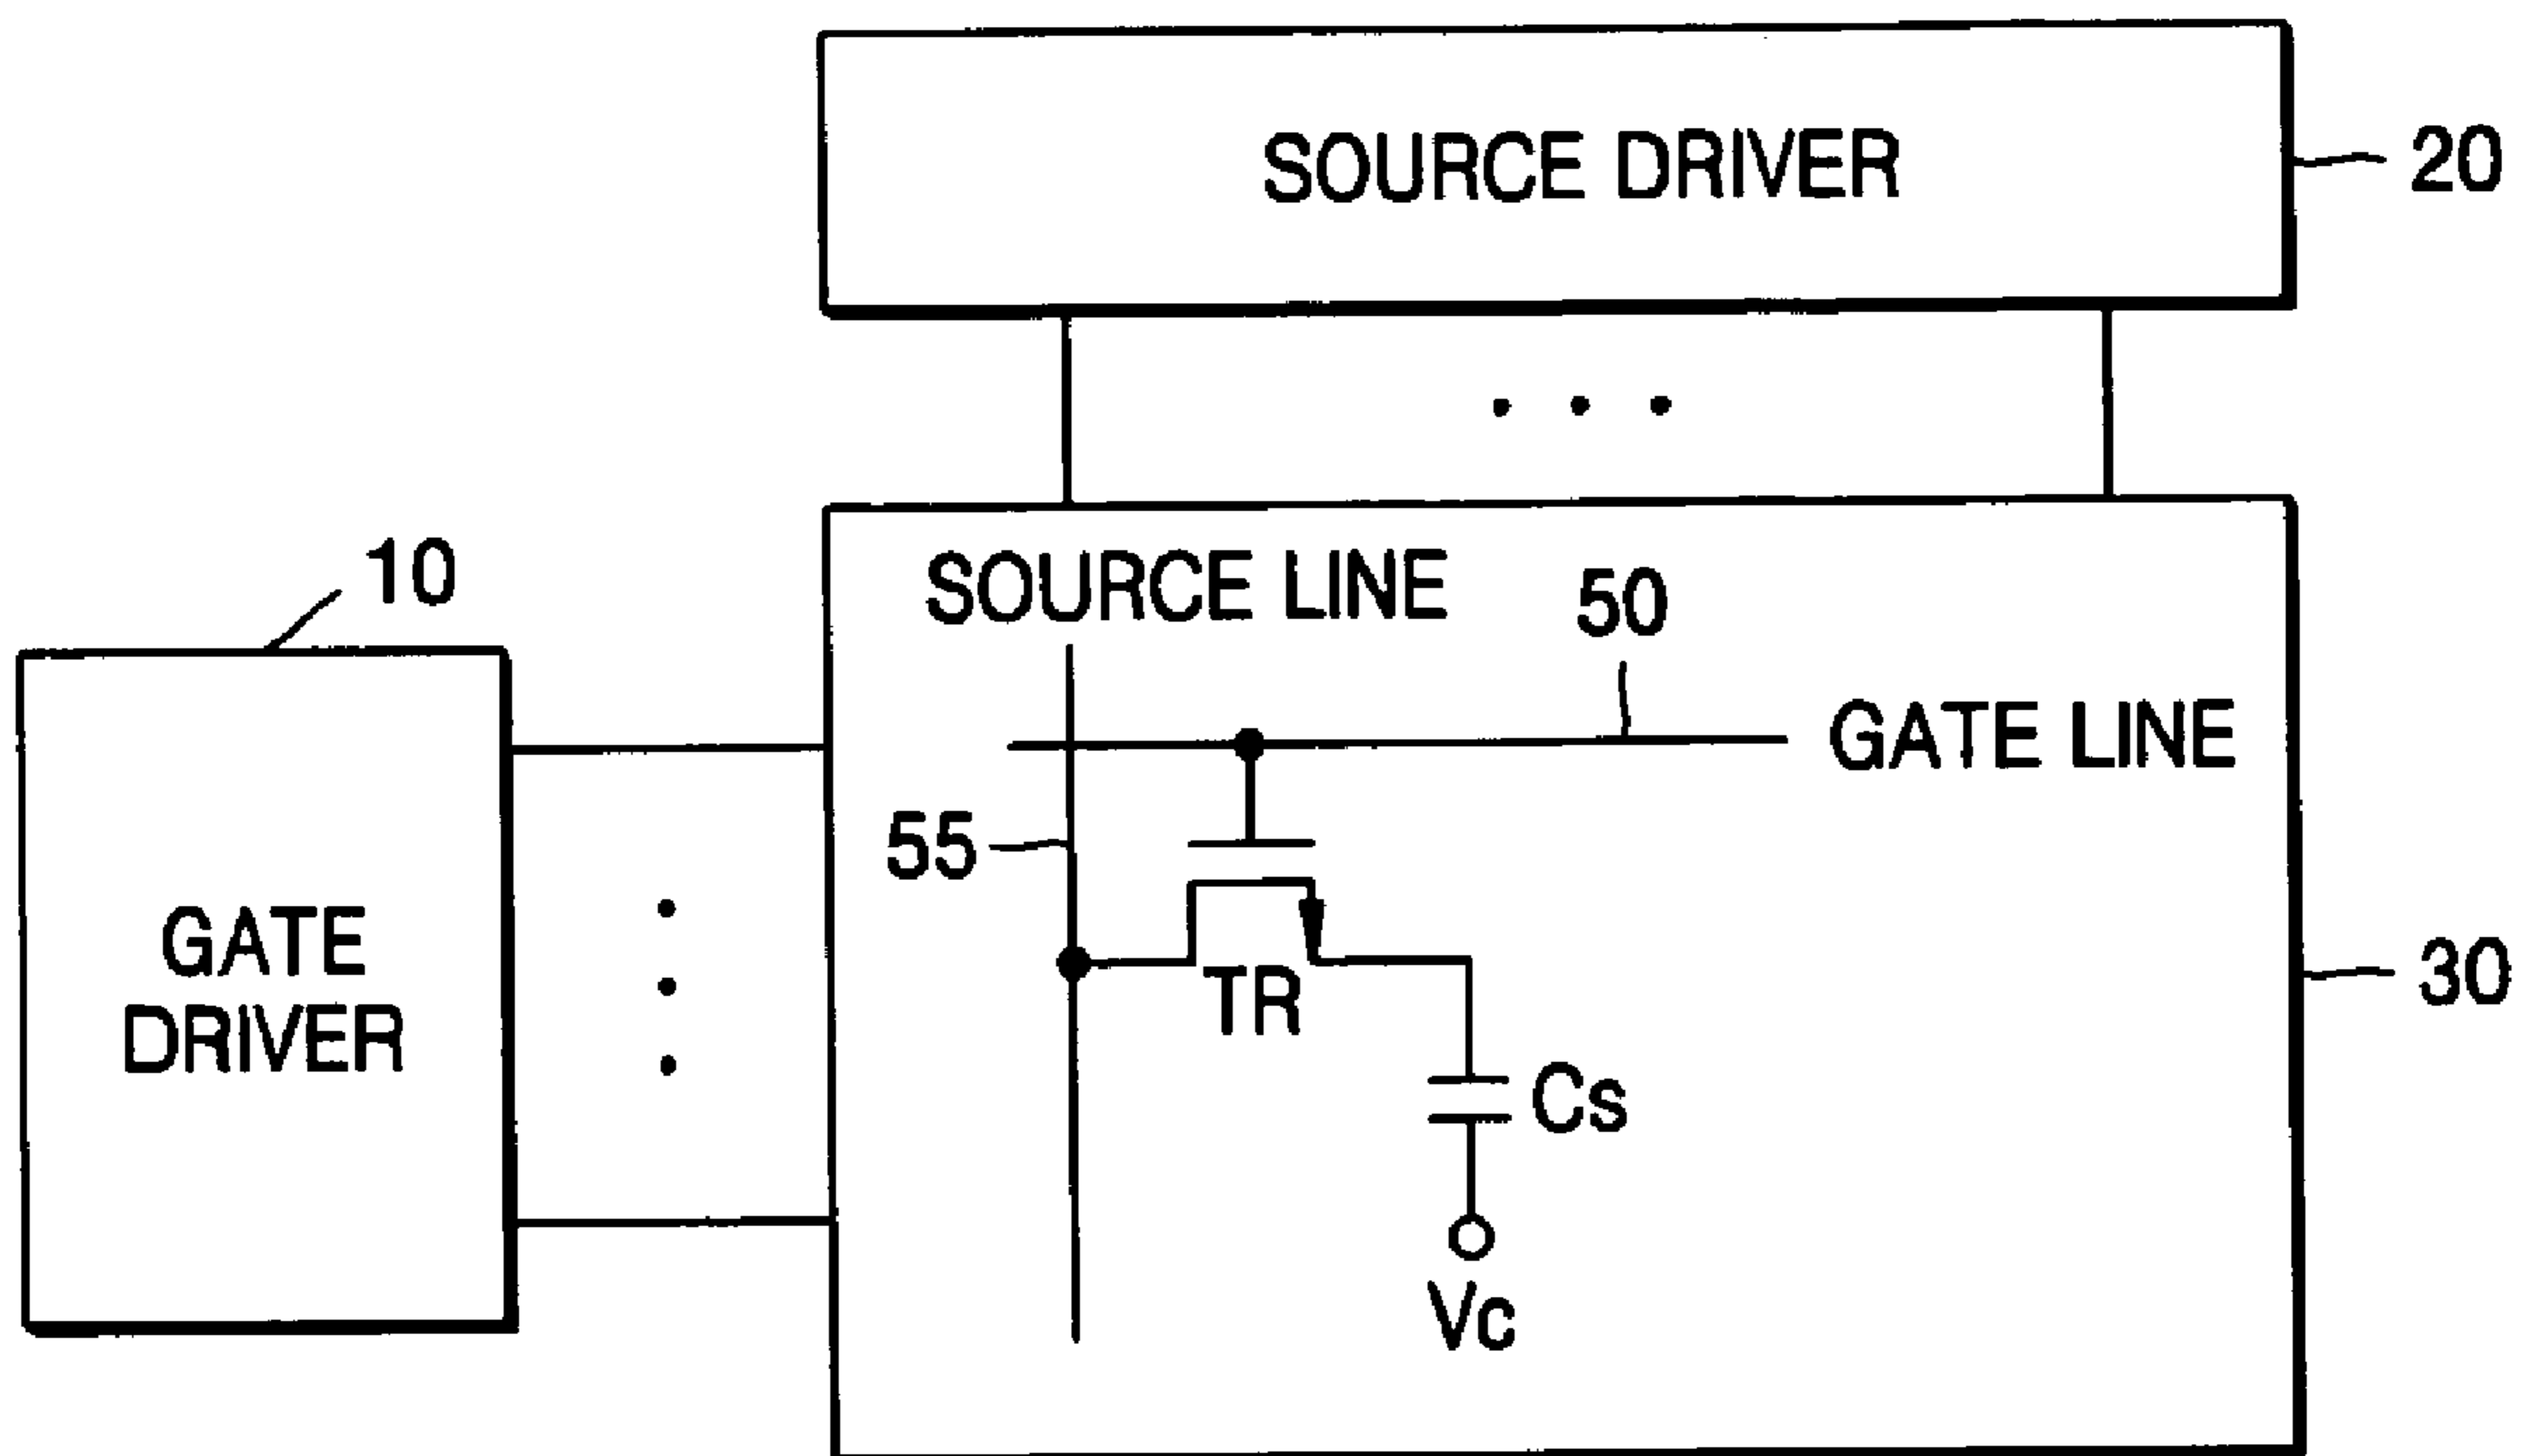 SOURCE DRIVER
20
10
SOURCE LINE
50
GATE LINE
55
GATE
DRIVER
TR
30
Cs
Vc